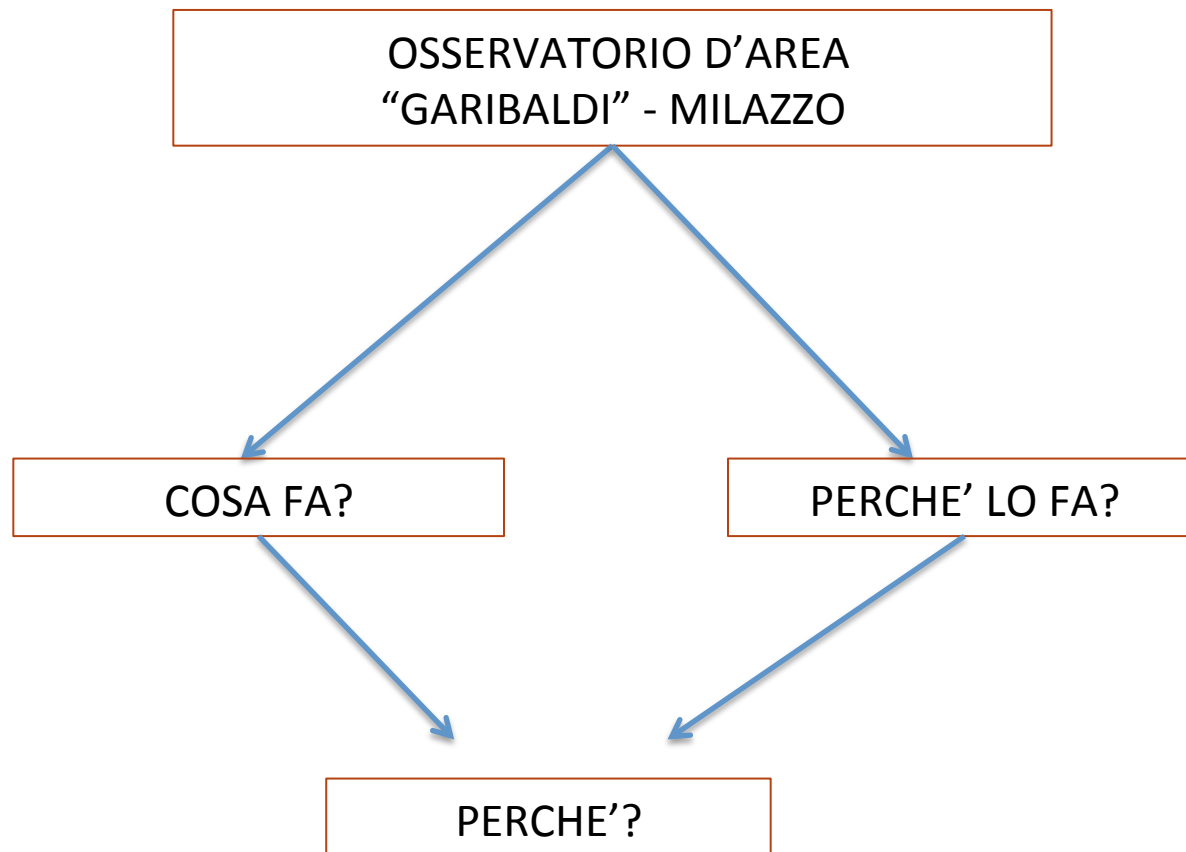 OSSERVATORIO D’AREA
“GARIBALDI” - MILAZZO
COSA FA?
PERCHE’ LO FA?
PERCHE’?